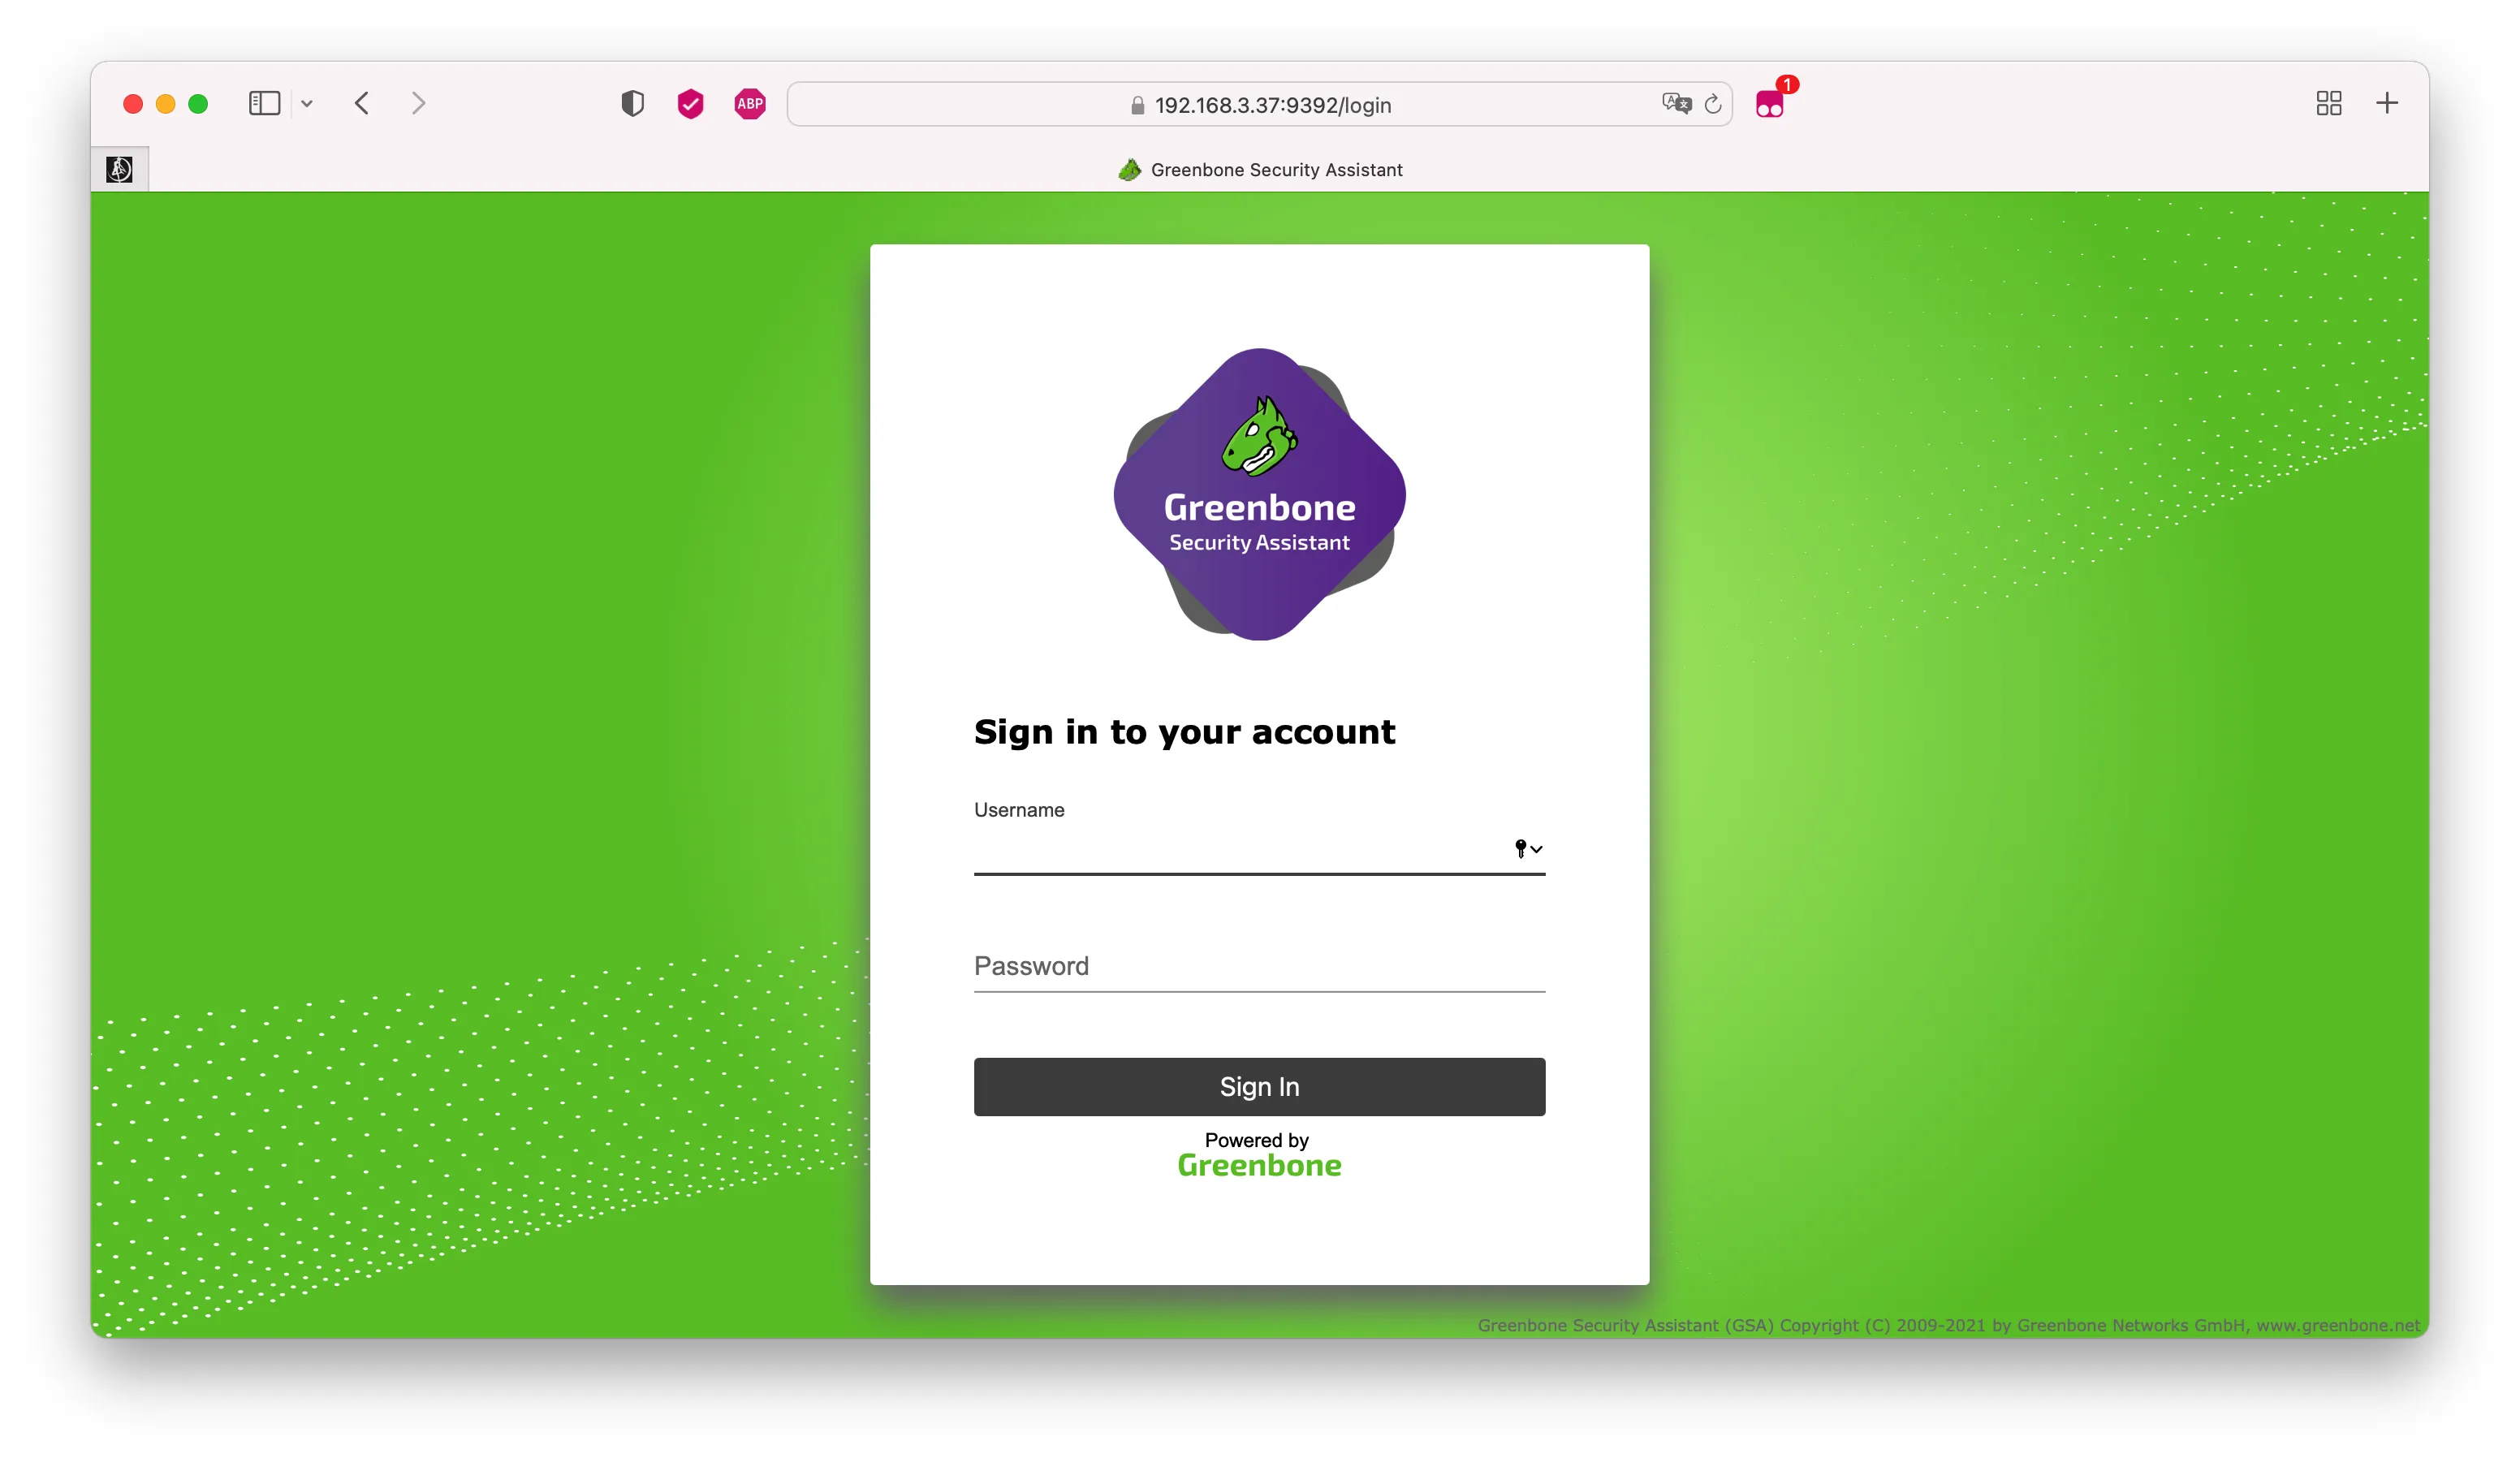 ABP
192.168.3.37:9392/login
1
Greenbone Security Assistant
Greenbone
Security Assistant
Sign in to your account
Username
Password
Sign In
Powered by
Greenbone
Greenbone Security Assistant (GSA) Copyright (C) 2009-2021 by Greenbone Networks GmbH, www.greenbone.net